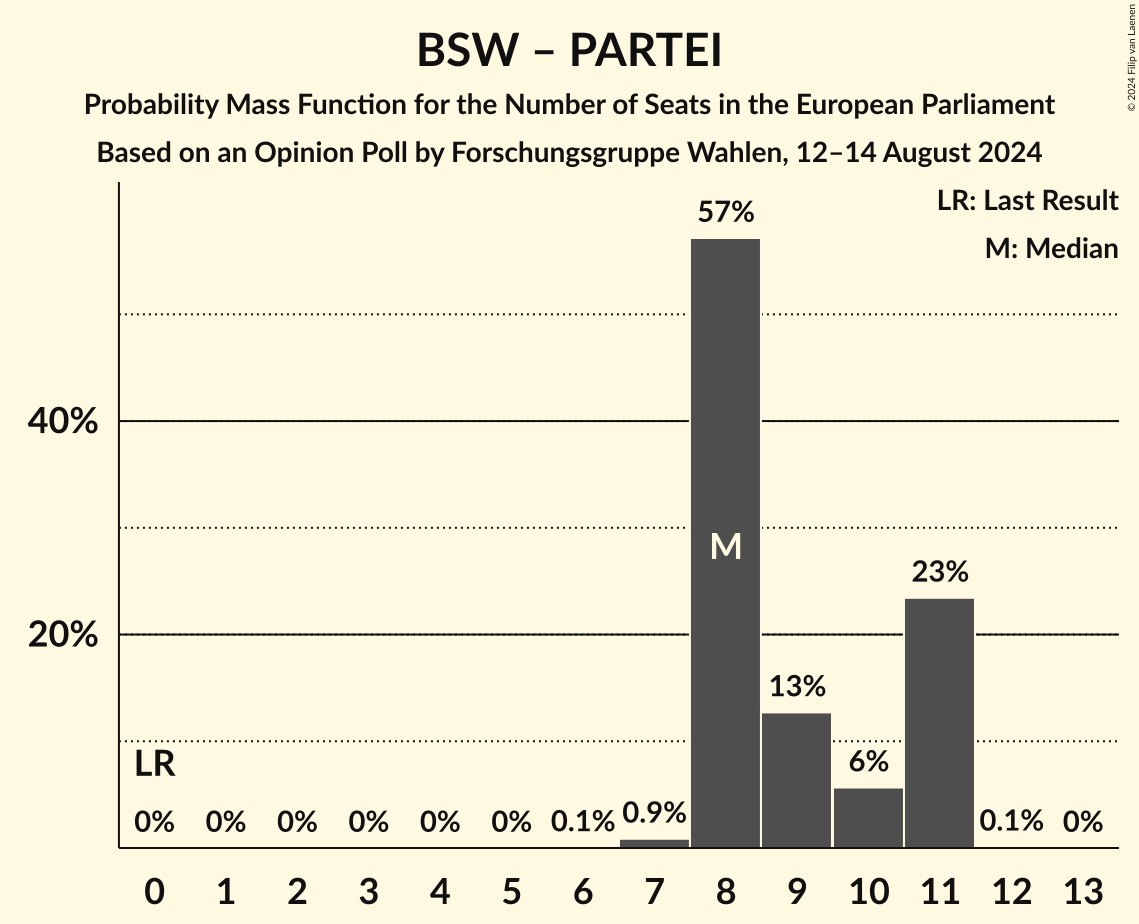 BSW – PARTEI
Probability Mass Function for the Number of Seats in the European Parliament
Based on an Opinion Poll by Forschungsgruppe Wahlen, 12–14 August 2024
© 2024 Filip van Laenen
LR: Last Result
M: Median
57%
40%
M
23%
20%
13%
LR
6%
0% 0% 0% 0% 0% 0% 0.1% 0.9% 0.1% 0%
0 1 2 3 4 5 6 7 8 9 10 11 12 13